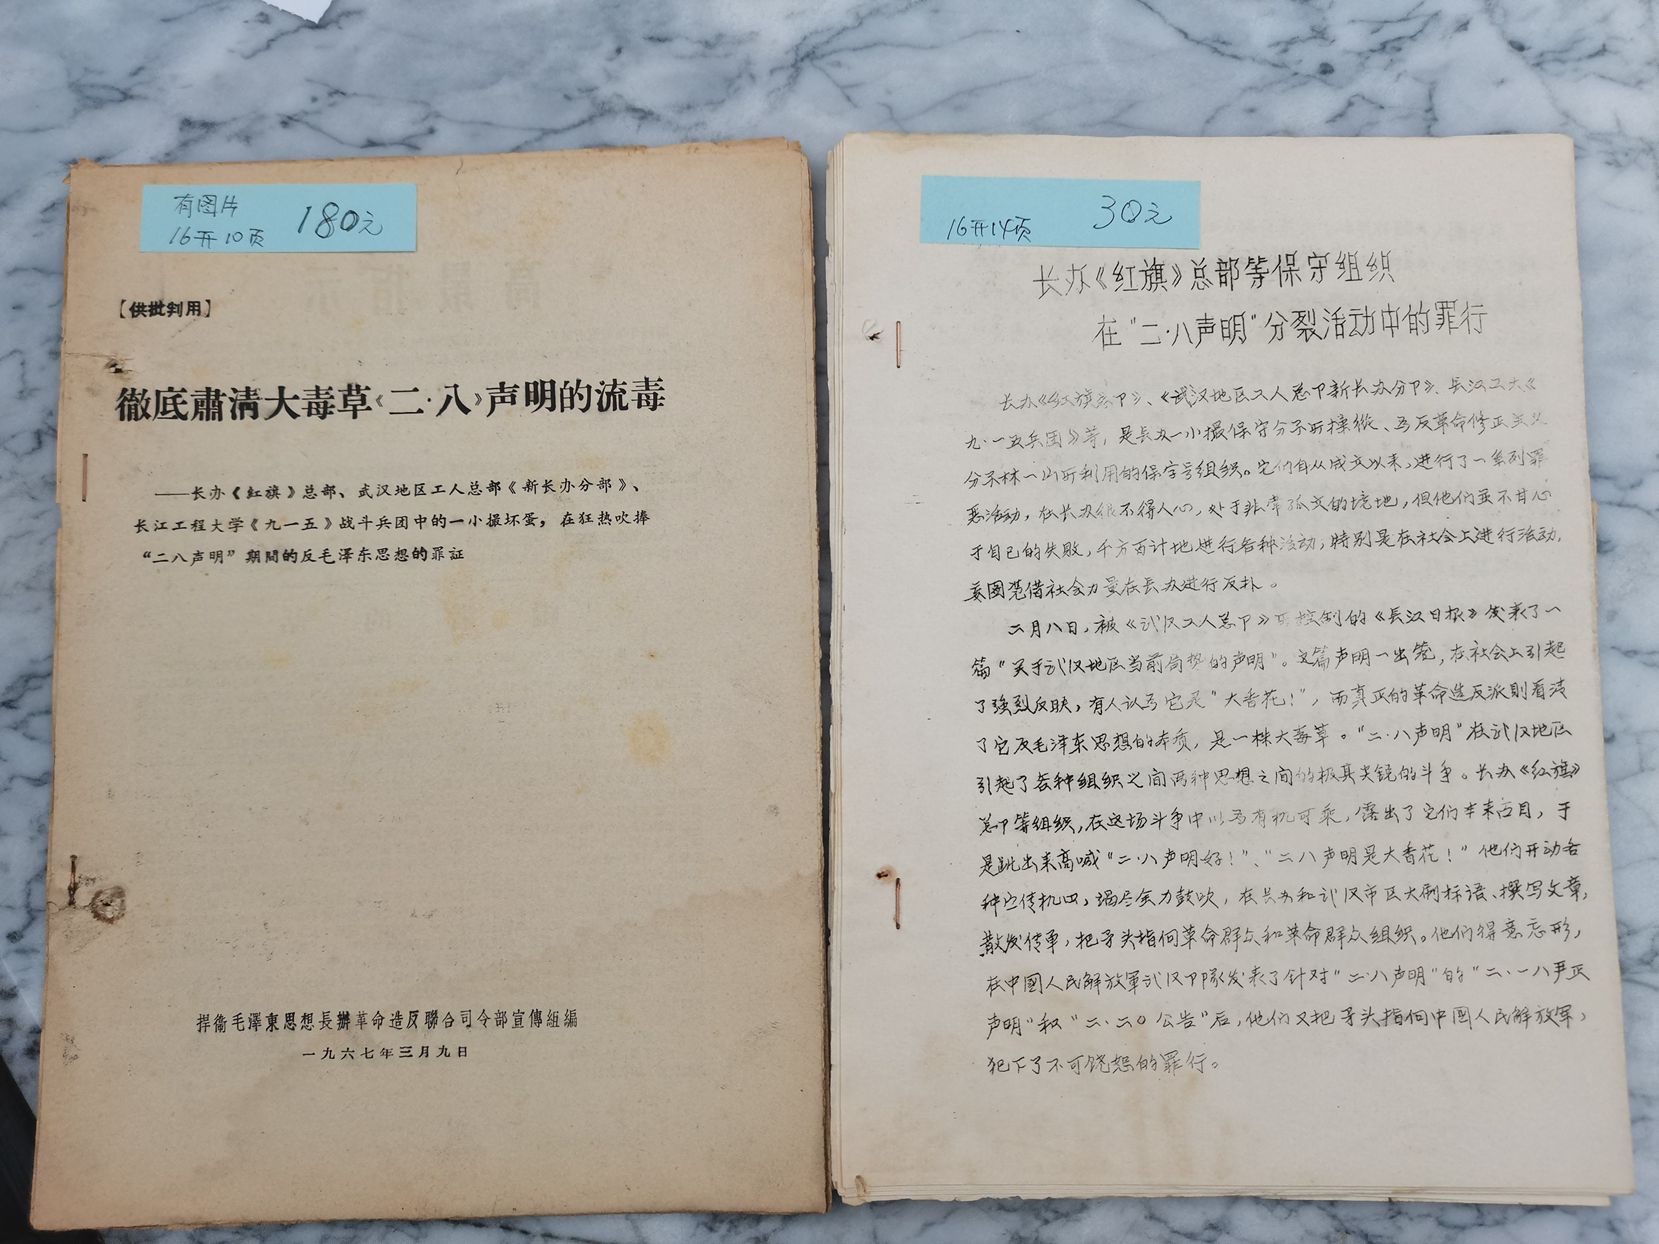 有图片
16开10页
180元
【供批判用】
徹底肅清大毒草《二·八》声明的流毒
——长办《紅旗》总部、武汉地区工人总部《新长办分部》、
长江工程大学《九一五》战斗兵团中的一小撮坏蛋，在狂热吹捧
“二八声明”期間的反毛澤东思想的罪証
捍衞毛澤東思想長辦革命造反聯合司令部宣傳組編
一九六七年三月九日
16开14页
30元
长办《红旗》总部等保守组织
在“二·八声明”分裂活动中的罪行
长办《红旗总卩》、《武汉地区工人总卩新长办分卩》、长江工大《
九·一五兵团》等，是长办一小撮保守分子所操纵、为反革命修正主义
分子林一山所利用的保字号组织。它们自从成立以来，进行了一系列罪
恶活动，在长办很不得人心，处于非常孤立的境地，但他们并不甘心
于自己的失败，千方百计地进行各种活动，特别是在社会上进行活动，
妄图凭借社会力量在长办进行反扑。
二月八日，被《武汉工人总卩》所控制的《长江日报》发表了一
篇“关于武汉地区当前局势的声明”。这篇声明一出笼，在社会上引起
了强烈反映，有人认为它是“大香花！”，而真正的革命造反派则看清
了它反毛泽东思想的本质，是一株大毒草。“二·八声明”在武汉地区
引起了各种组织之间两种思想之间的极其尖锐的斗争。长办《红旗》
总卩等组织，在这场斗争中以为有机可乘，露出了它们本来面目，于
是跳出来高喊“二·八声明好！”、“二八声明是大香花！”他们开动各
种宣传机四，竭尽全力鼓吹，在长办和武汉市区大刷标语、撰写文章，
散发传单，把矛头指向革命群众和革命群众组织。他们得意忘形，
在中國人民解放軍武汉卩隊发表了针对“二·八声明”的“二·一八严正
声明”和“二·二〇公告”后，他们又把矛头指向中國人民解放軍，
犯下了不可饶恕的罪行。